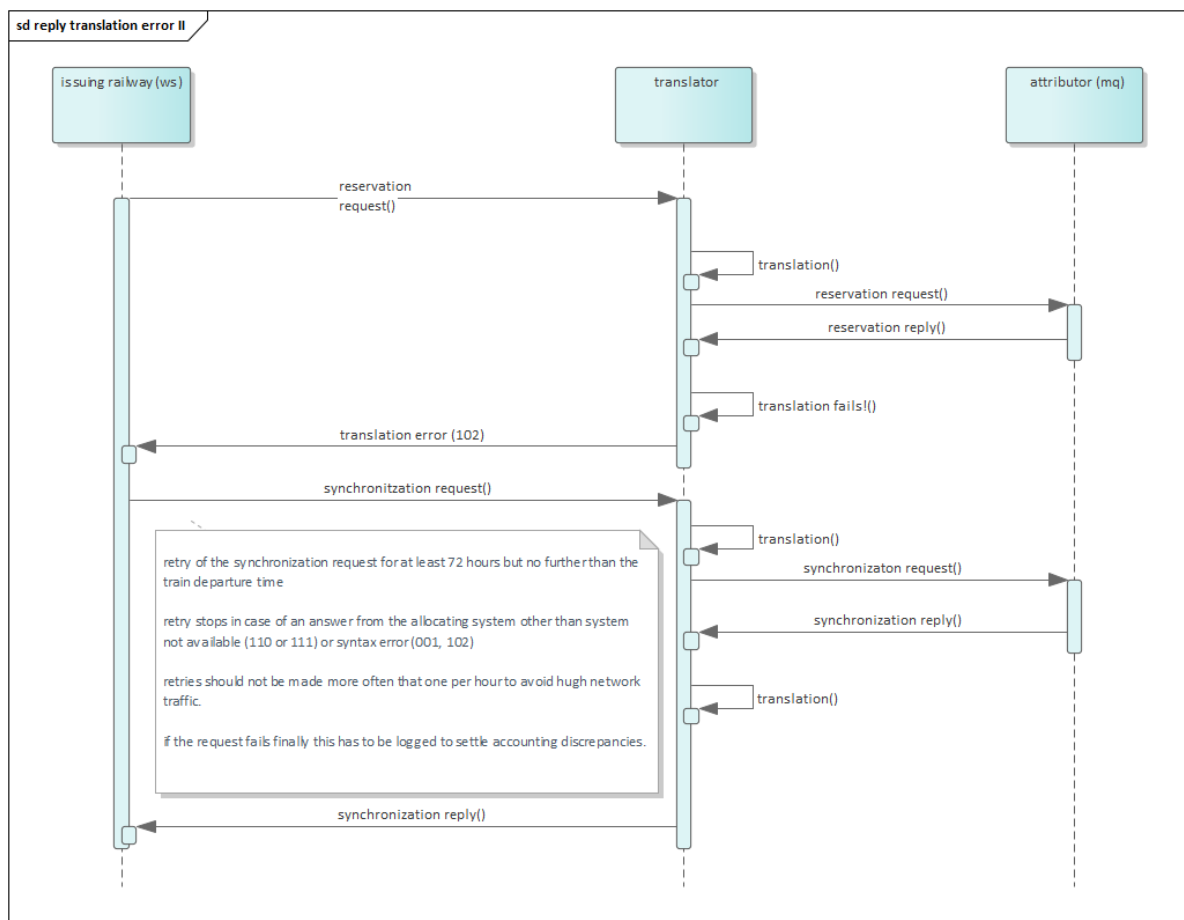 sd reply translation error II
issuing railway (ws)
translator
attributor (mq)
reservation
request()
translation()
reservation request()
reservation reply()
translation fails!()
translation error (102)
synchronitzation request()
translation()
synchronizaton request()
synchronization reply()
translation()
retry of the synchronization request for at least 72 hours but no further than the
train departure time
retry stops in case of an answer from the allocating system other than system
not available (110 or 111) or syntax error (001, 102)
retries should not be made more often that one per hour to avoid hugh network
traffic.
if the request fails finally this has to be logged to settle accounting discrepancies.
synchronization reply()